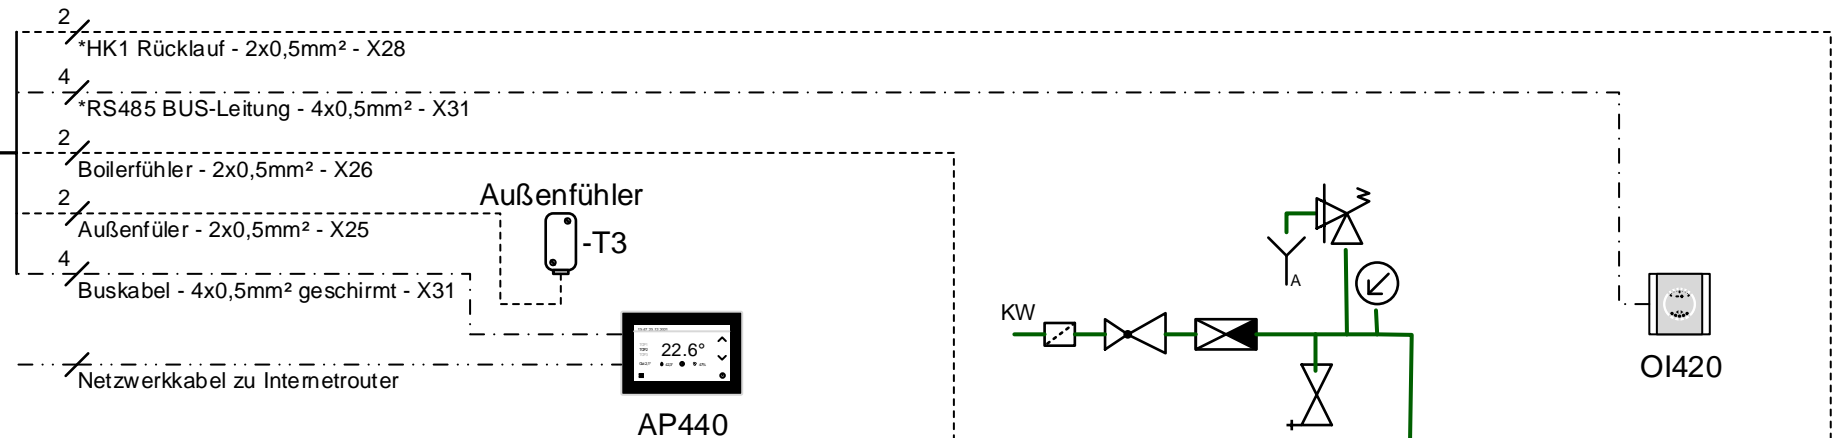 2
*HK1 Rücklauf - 2x0,5mm² - X28
4
*RS485 BUS-Leitung - 4x0,5mm² - X31
2
Boilerfühler - 2x0,5mm² - X26
2
Außenfüler - 2x0,5mm² - X25
4
Buskabel - 4x0,5mm² geschirmt - X31
Netzwerkkabel zu Internetrouter
Außenfühler
-T3
22.6°
AP440
KW
A
OI420